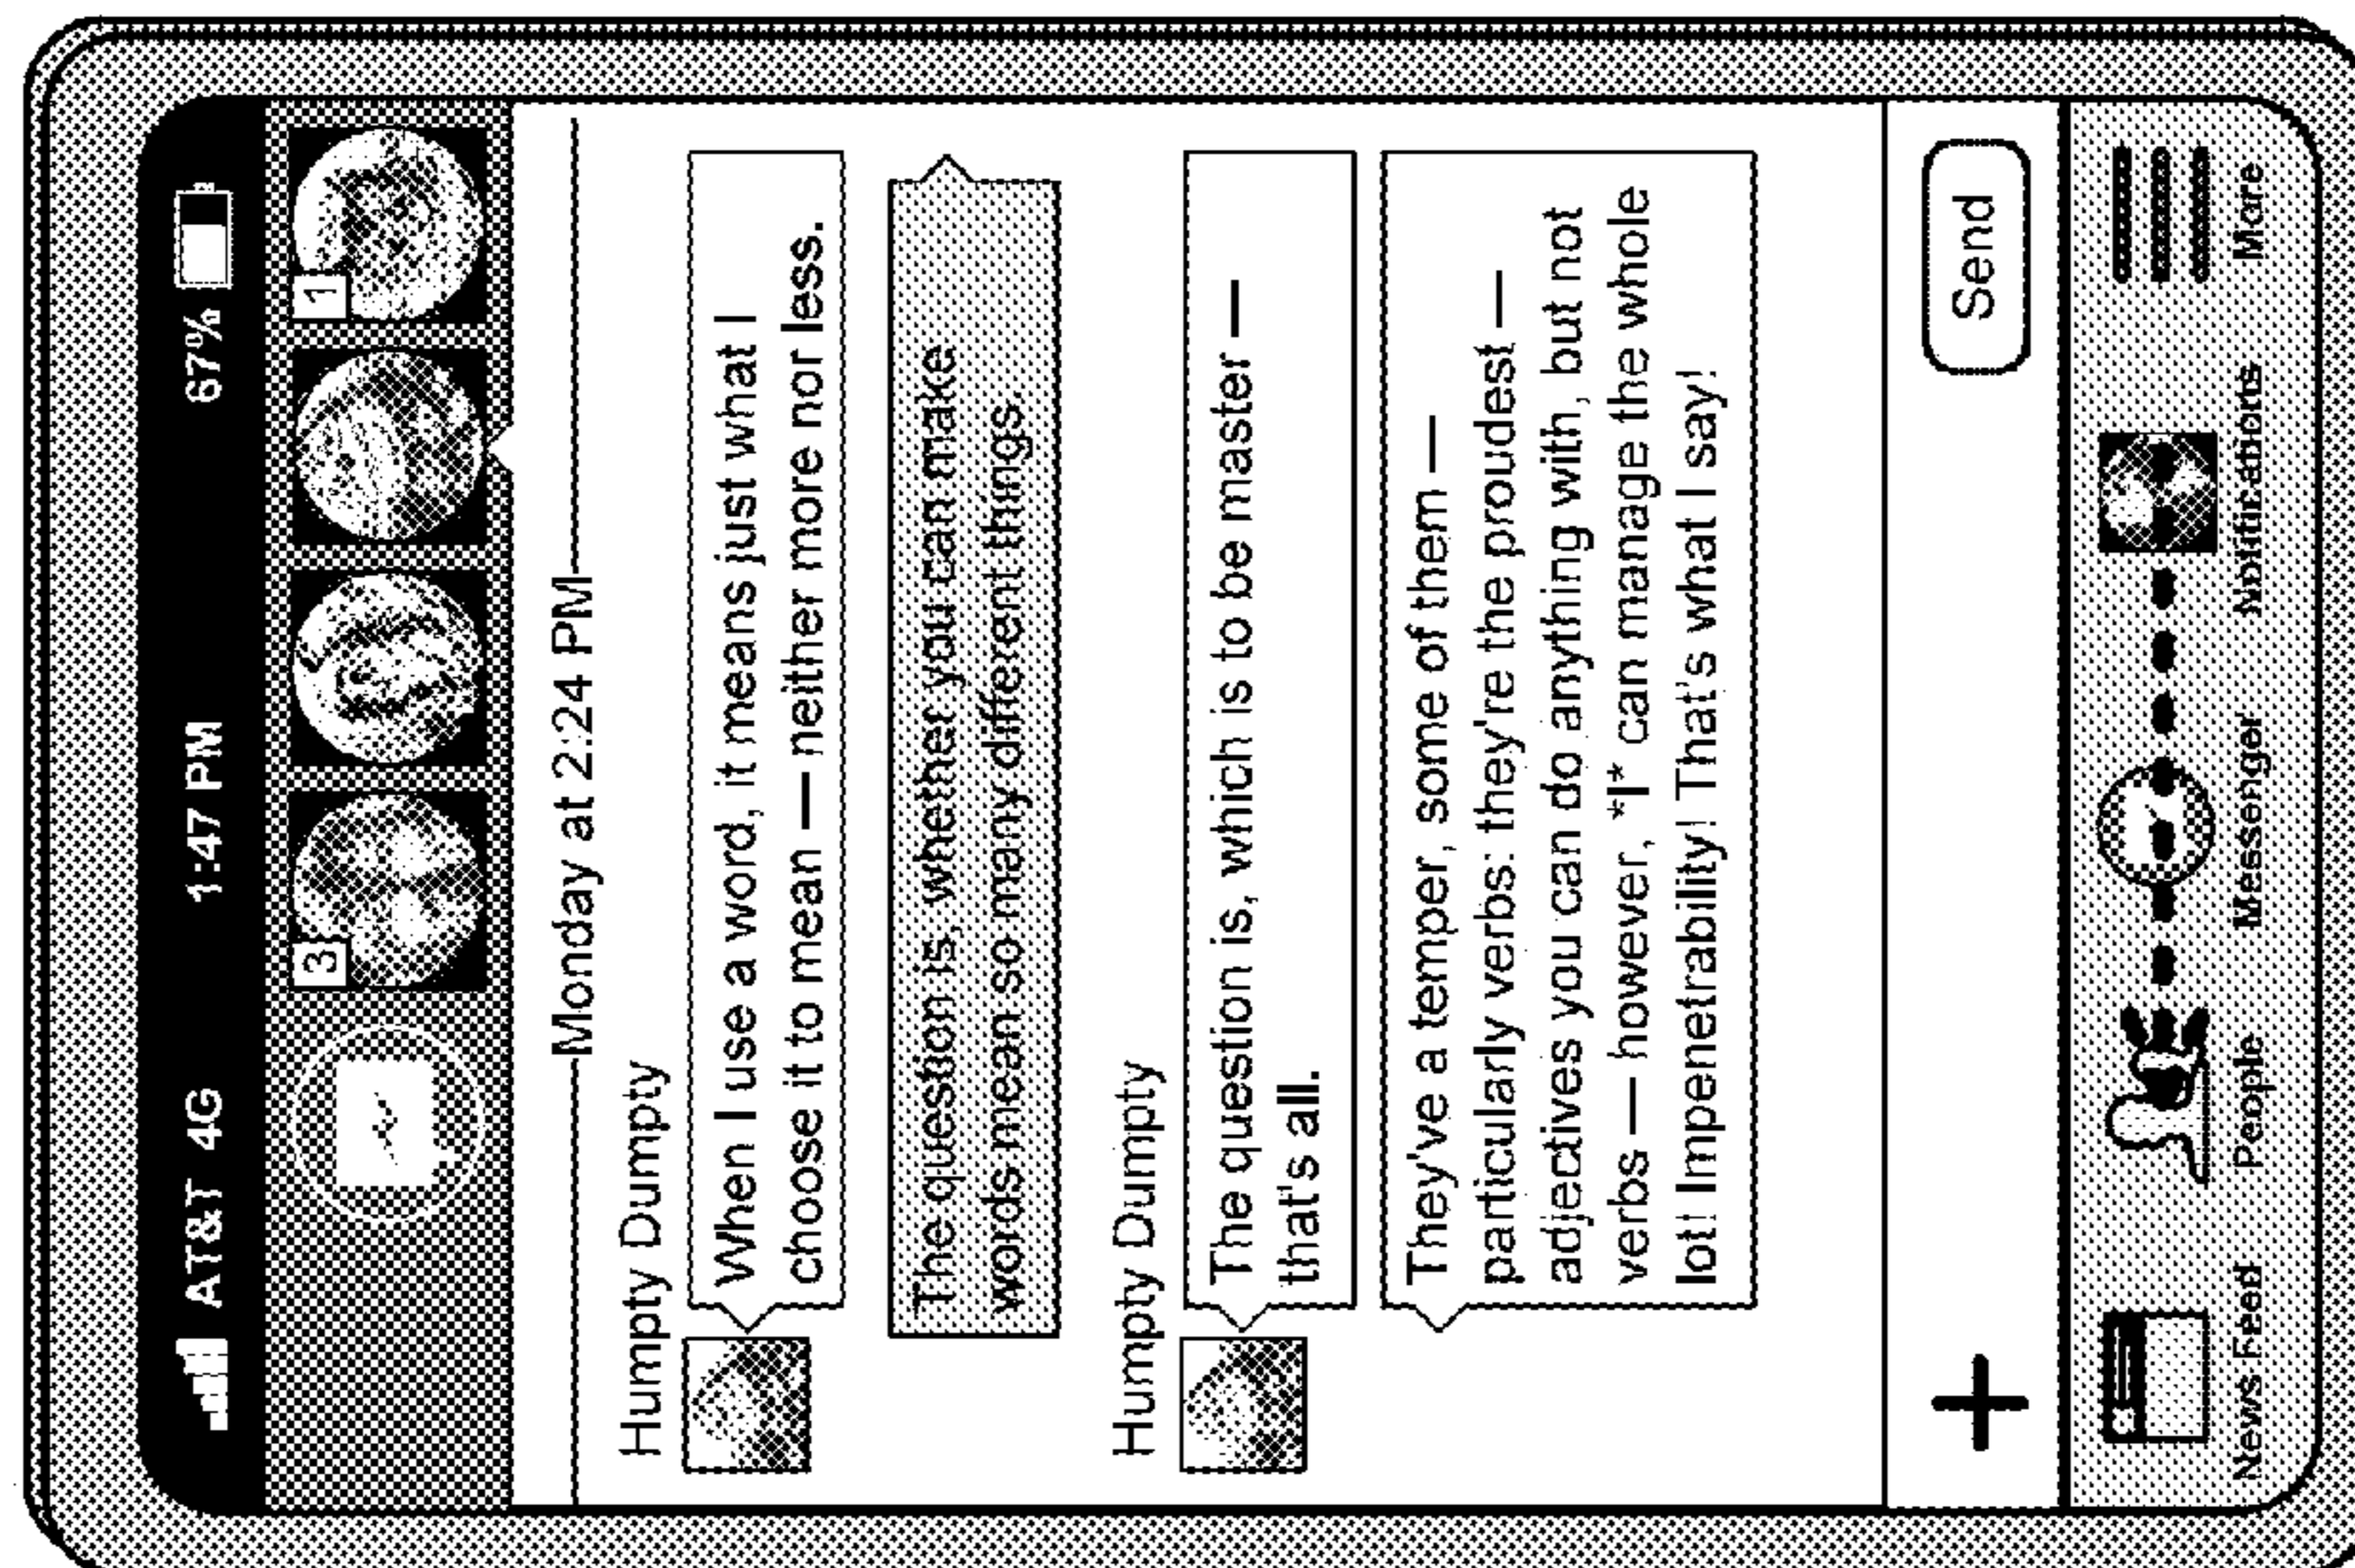 AT&T 4G 1:47 PM 67%
3
1
Monday at 2:24 PM
Humpty Dumpty
When I use a word, it means just what I
choose it to mean — neither more nor less.
The question is, whether you can make
words mean so many different things.
Humpty Dumpty
The question is, which is to be master —
that's all.
They've a temper, some of them —
particularly verbs: they're the proudest —
adjectives you can do anything with, but not
verbs — however, *I* can manage the whole
lot! Impenetrability! That's what I say!
Send
News Feed People Messenger Notifications More